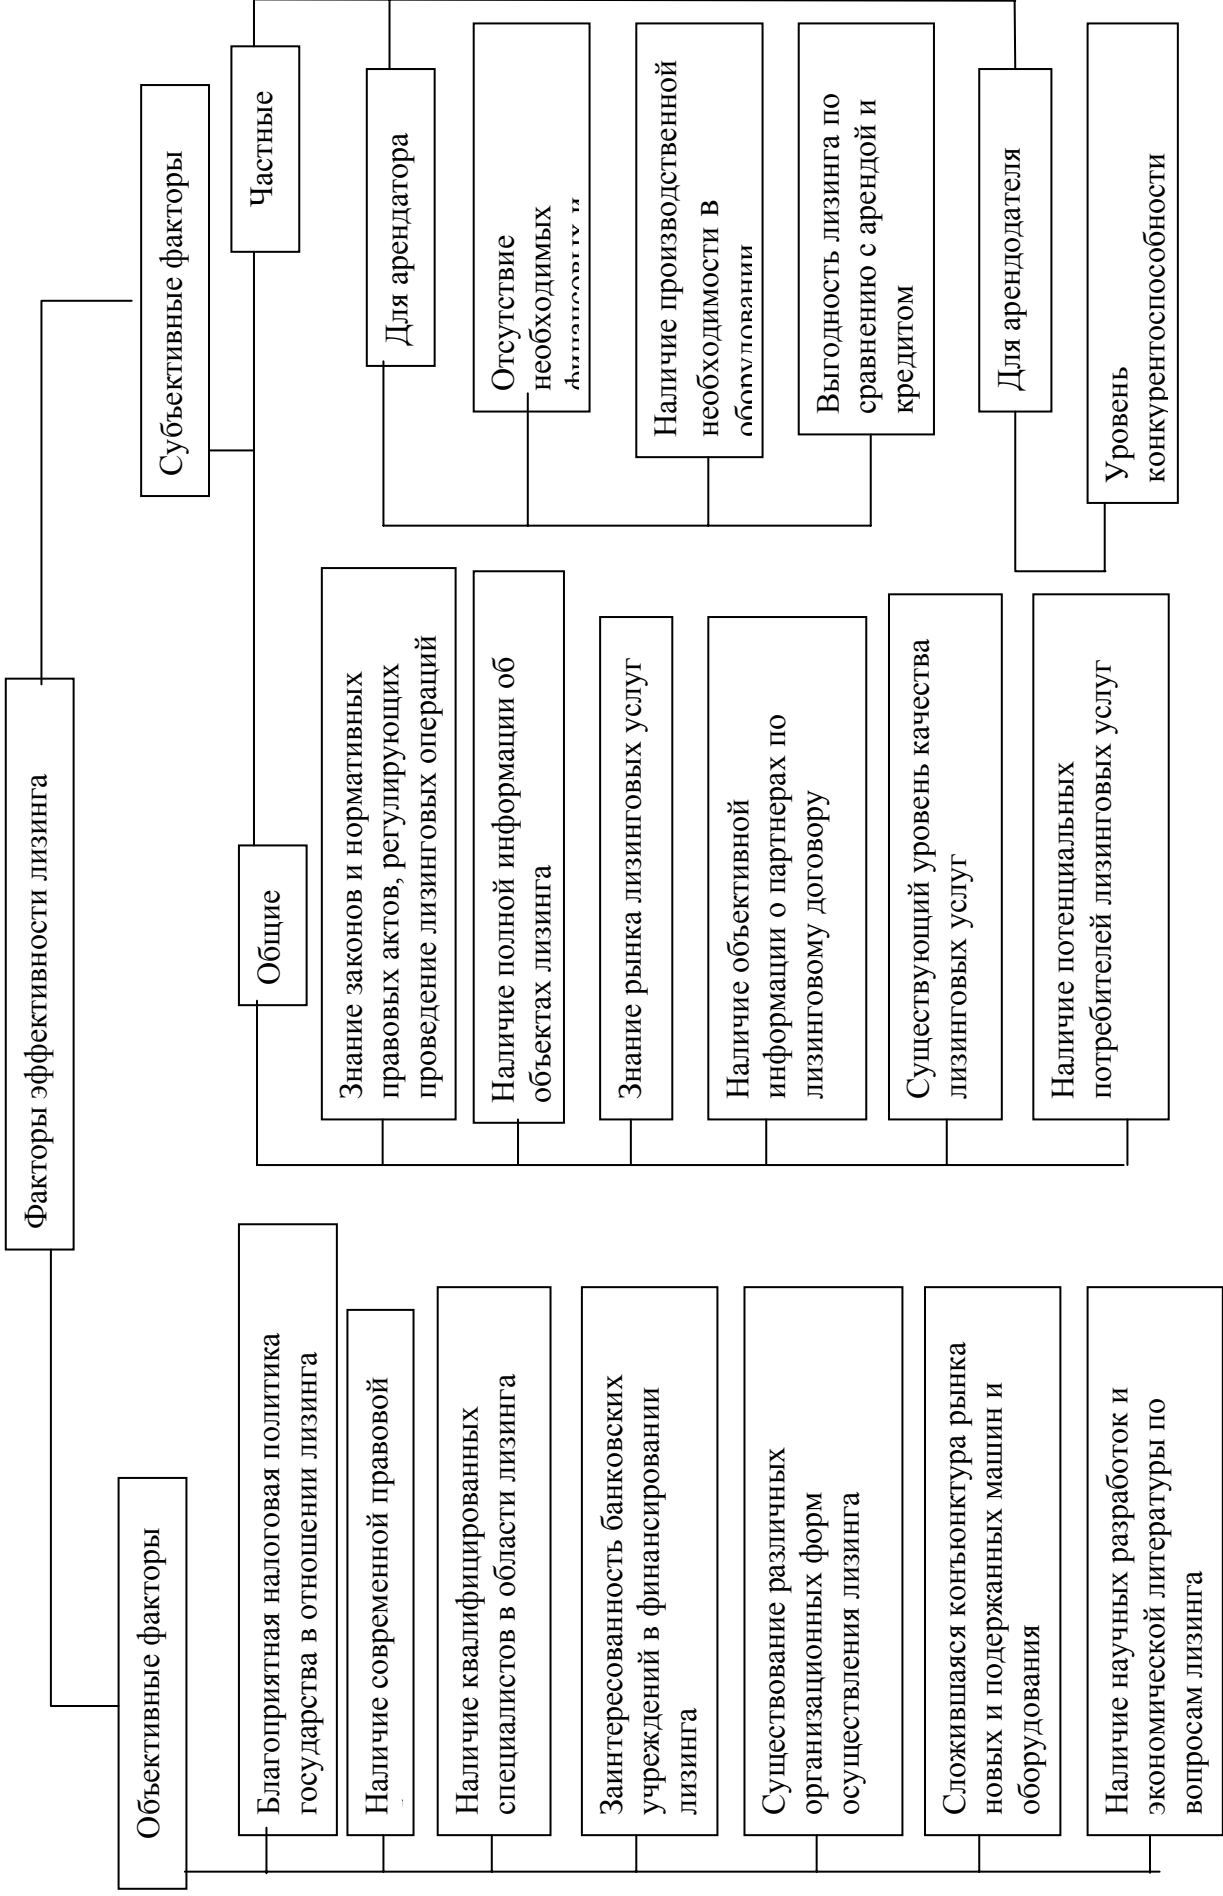 Факторы эффективности лизинга
Объективные факторы
Благоприятная налоговая политика
государства в отношении лизинга
Наличие современной правовой
Наличие квалифицированных
специалистов в области лизинга
Заинтересованность банковских
учреждений в финансировании
лизинга
Существование различных
организационных форм
осуществления лизинга
Сложившаяся конъюнктура рынка
новых и подержанных машин и
оборудования
Наличие научных разработок и
экономической литературы по
вопросам лизинга
Субъективные факторы
Общие
Знание законов и нормативных
правовых актов, регулирующих
проведение лизинговых операций
Наличие полной информации об
объектах лизинга
Знание рынка лизинговых услуг
Наличие объективной
информации о партнерах по
лизинговому договору
Существующий уровень качества
лизинговых услуг
Наличие потенциальных
потребителей лизинговых услуг
Частные
Для арендатора
Отсутствие
необходимых
финансовых и
Наличие производственной
необходимости в
оборудовании
Выгодность лизинга по
сравнению с арендой и
кредитом
Для арендодателя
Уровень
конкурентоспособности